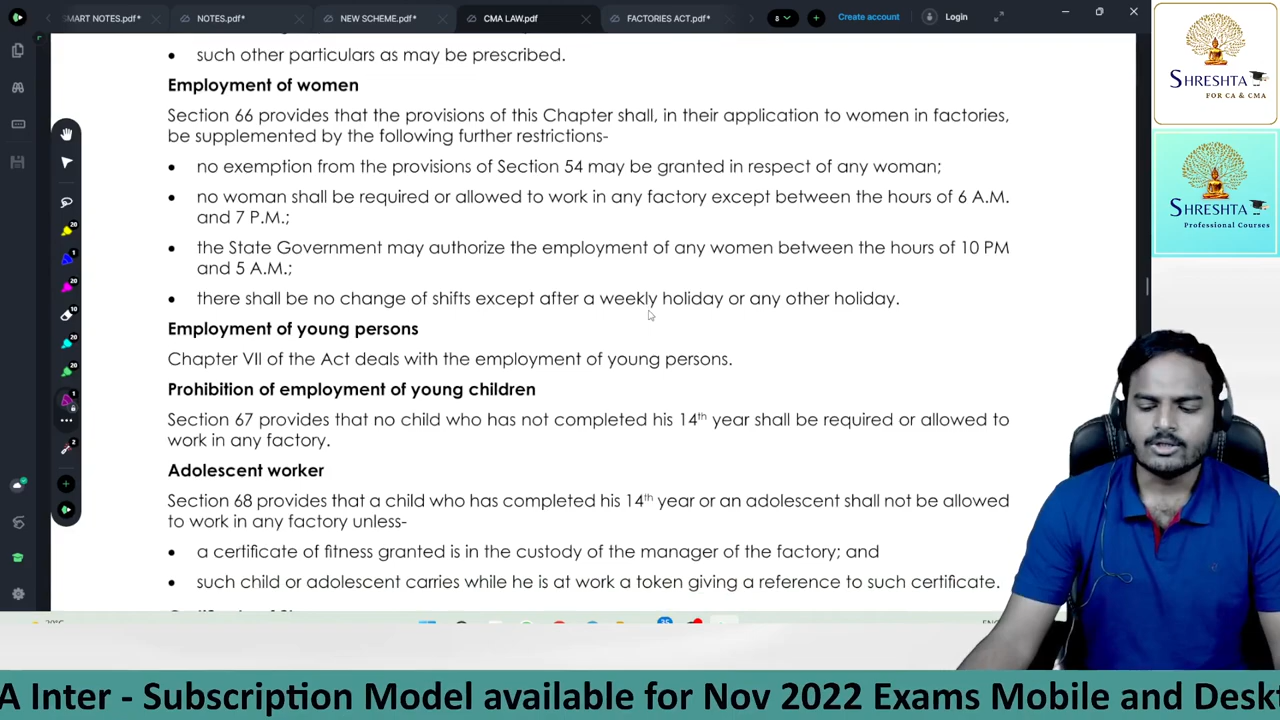 SMART NOTES.pdf*
NOTES.pdf*
NEW SCHEME.pdf*
CMA LAW.pdf
FACTORIES ACT.pdf*
8
Create account
Login
such other particulars as may be prescribed.
Employment of women
Section 66 provides that the provisions of this Chapter shall, in their application to women in factories,
be supplemented by the following further restrictions-
• no exemption from the provisions of Section 54 may be granted in respect of any woman;
• no woman shall be required or allowed to work in any factory except between the hours of 6 A.M.
and 7 P.M.;
• the State Government may authorize the employment of any women between the hours of 10 PM
and 5 A.M.;
• there shall be no change of shifts except after a weekly holiday or any other holiday.
Employment of young persons
Chapter VII of the Act deals with the employment of young persons.
Prohibition of employment of young children
Section 67 provides that no child who has not completed his 14th year shall be required or allowed to
work in any factory.
Adolescent worker
Section 68 provides that a child who has completed his 14th year or an adolescent shall not be allowed
to work in any factory unless-
• a certificate of fitness granted is in the custody of the manager of the factory; and
• such child or adolescent carries while he is at work a token giving a reference to such certificate.
SHRESHTA
FOR CA & CMA
SHRESHTA
Professional Courses
A Inter - Subscription Model available for Nov 2022 Exams Mobile and Desk